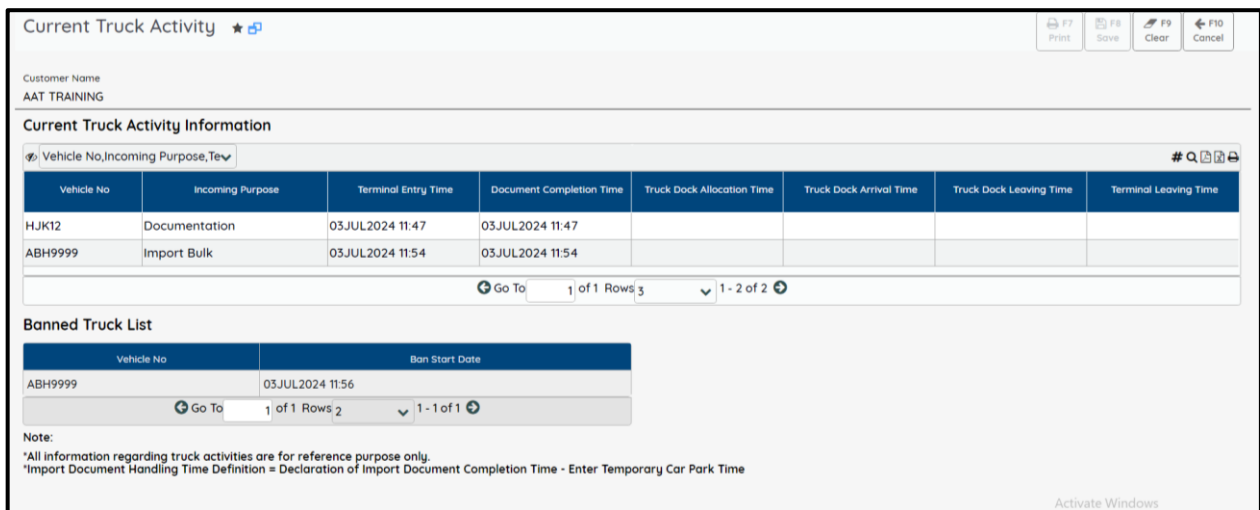 Current Truck Activity
F7 Print
F8 Save
F9 Clear
F10 Cancel
Customer Name
AAT TRAINING
Current Truck Activity Information
Vehicle No,Incoming Purpose,Te
#
Vehicle No Incoming Purpose Terminal Entry Time Document Completion Time Truck Dock Allocation Time Truck Dock Arrival Time Truck Dock Leaving Time Terminal Leaving Time
HJK12 Documentation 03JUL2024 11:47 03JUL2024 11:47
ABH9999 Import Bulk 03JUL2024 11:54 03JUL2024 11:54
Go To 1 of 1 Rows 3 1 - 2 of 2
Banned Truck List
Vehicle No Ban Start Date
ABH9999 03JUL2024 11:56
Go To 1 of 1 Rows 2 1 - 1 of 1
Note:
*All information regarding truck activities are for reference purpose only.
*Import Document Handling Time Definition = Declaration of Import Document Completion Time - Enter Temporary Car Park Time
Activate Windows